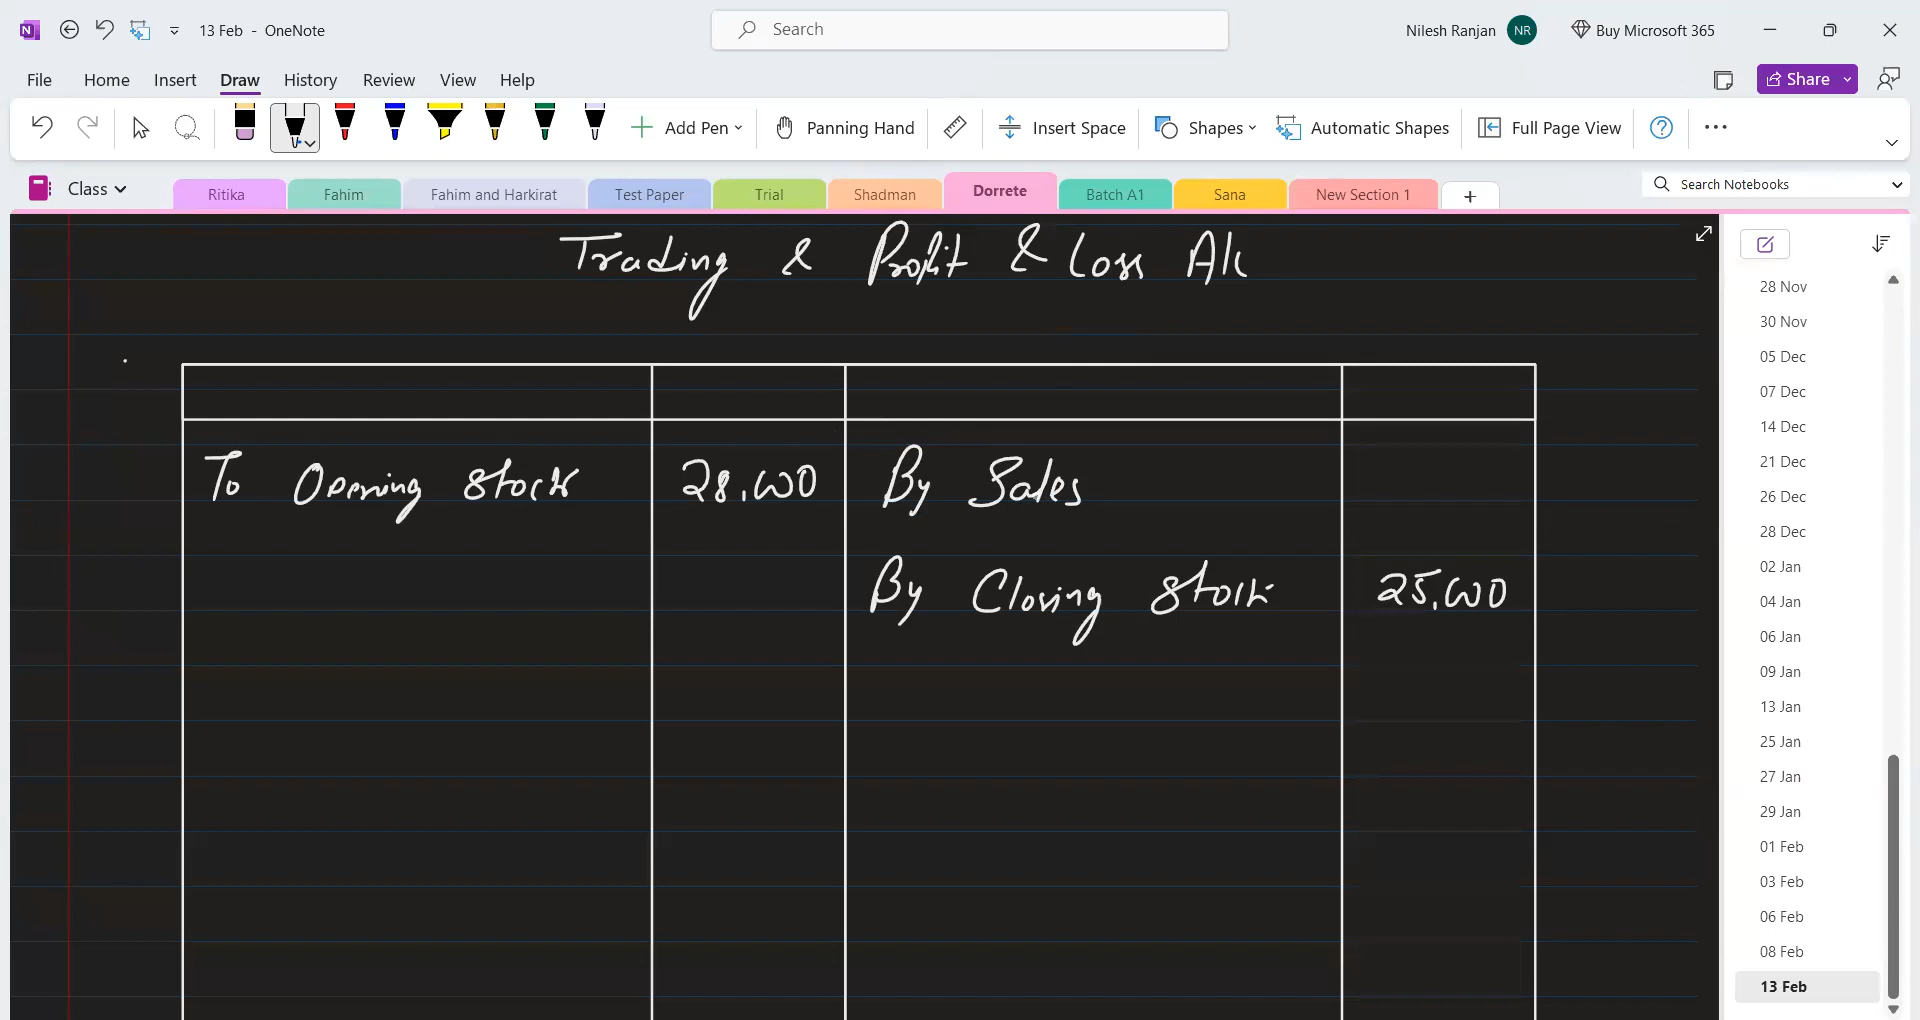 13 Feb - OneNote
Search
Nilesh Ranjan NR
Buy Microsoft 365
File Home Insert Draw History Review View Help
Share
Add Pen Panning Hand Insert Space Shapes Automatic Shapes Full Page View
Class
Ritika Fahim Fahim and Harkirat Test Paper Trial Shadman Dorrete Batch A1 Sana New Section 1 +
Search Notebooks
Trading & Profit & Loss A/c
To Opening Stock 28,000 By Sales
By Closing Stock 25,000
28 Nov
30 Nov
05 Dec
07 Dec
14 Dec
21 Dec
26 Dec
28 Dec
02 Jan
04 Jan
06 Jan
09 Jan
13 Jan
25 Jan
27 Jan
29 Jan
01 Feb
03 Feb
06 Feb
08 Feb
13 Feb